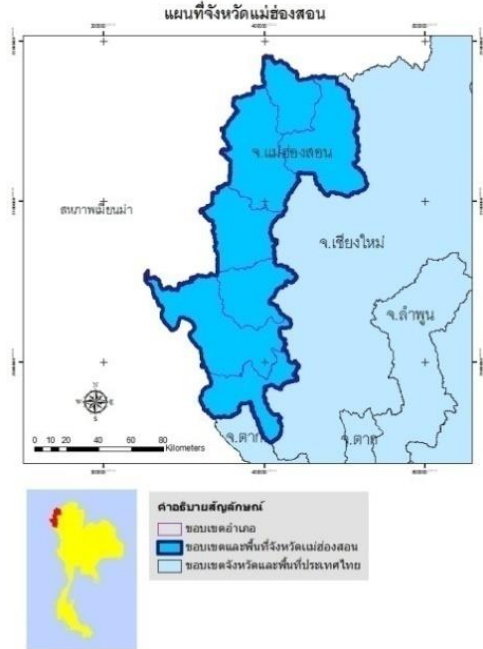 แผนที่จังหวัดแม่ฮ่องสอน
จ.แม่ฮ่องสอน
สหภาพเมียนม่า
จ.เชียงใหม่
จ.ลำพูน
N
W E
S
จ.ตาก
จ.ตาก
0 10 20 40 60 80
Kilometers
คำอธิบายสัญลักษณ์
ขอบเขตอำเภอ
ขอบเขตและพื้นที่จังหวัดแม่ฮ่องสอน
ขอบเขตจังหวัดและพื้นที่ประเทศไทย